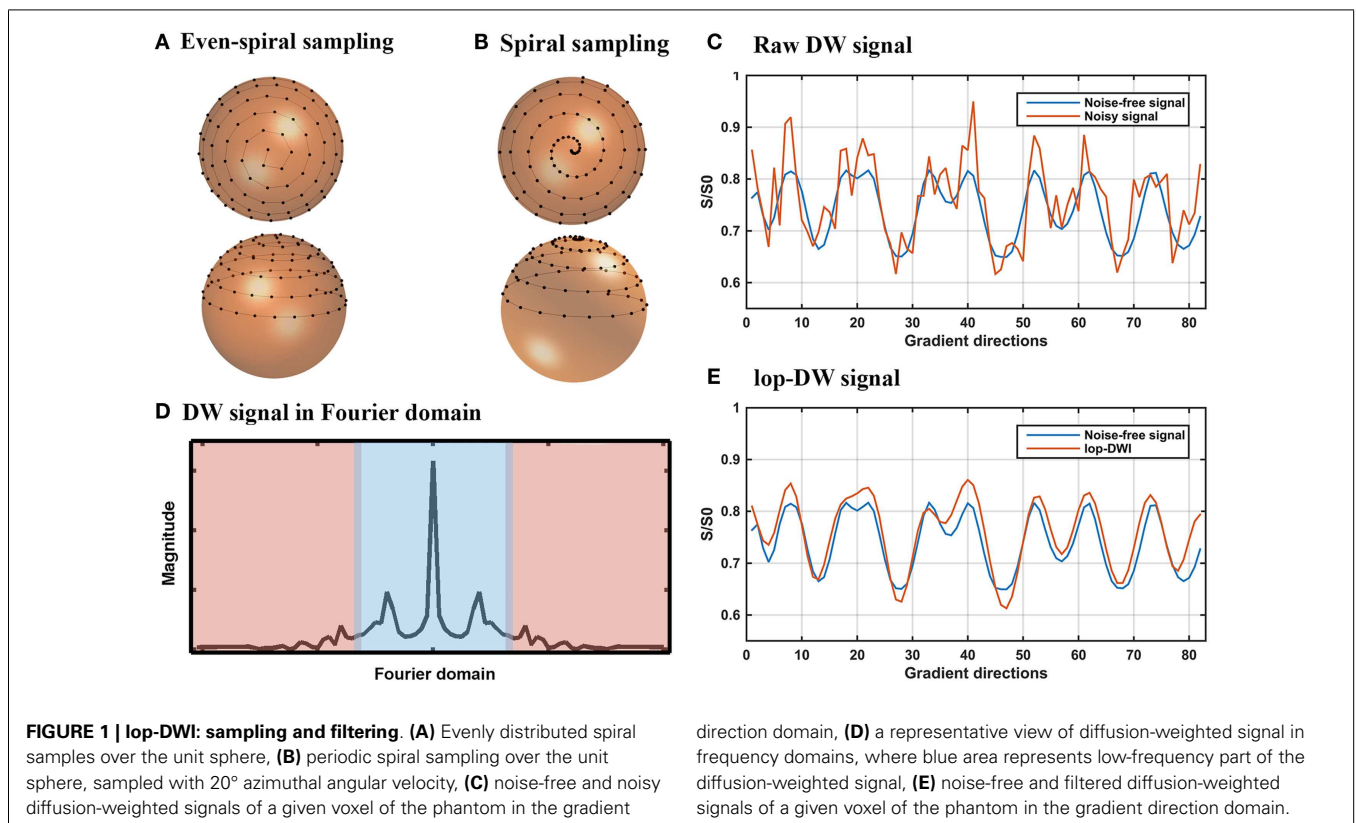 A Even-spiral sampling
B Spiral sampling
C Raw DW signal
1
0.9
0.8
0.7
0.6
S/S0
Noise-free signal
Noisy signal
0 10 20 30 40 50 60 70 80
Gradient directions
D DW signal in Fourier domain
Magnitude
Fourier domain
E lop-DW signal
1
0.9
0.8
0.7
0.6
S/S0
Noise-free signal
lop-DWI
0 10 20 30 40 50 60 70 80
Gradient directions
FIGURE 1 | lop-DWI: sampling and filtering. (A) Evenly distributed spiral
samples over the unit sphere, (B) periodic spiral sampling over the unit
sphere, sampled with 20° azimuthal angular velocity, (C) noise-free and noisy
diffusion-weighted signals of a given voxel of the phantom in the gradient
direction domain, (D) a representative view of diffusion-weighted signal in
frequency domains, where blue area represents low-frequency part of the
diffusion-weighted signal, (E) noise-free and filtered diffusion-weighted
signals of a given voxel of the phantom in the gradient direction domain.